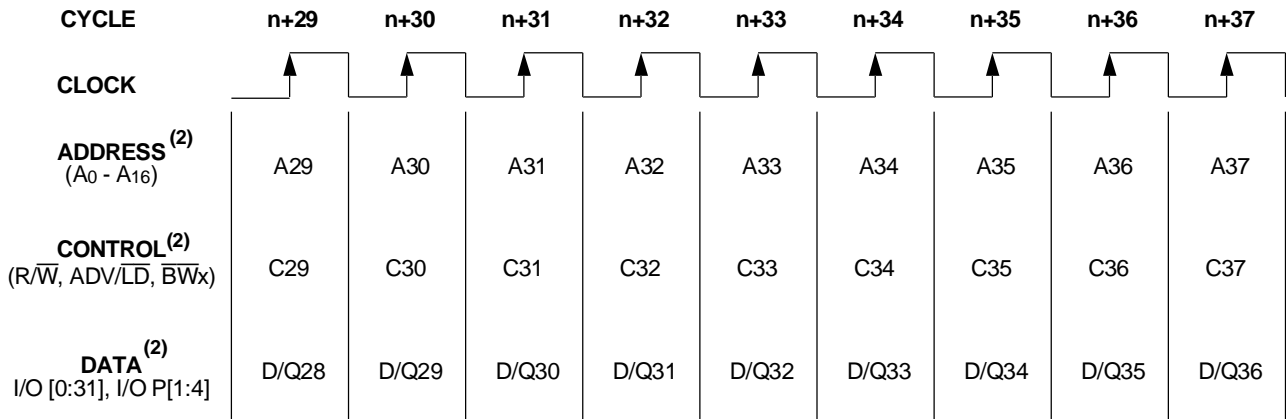 CYCLE n+29 n+30 n+31 n+32 n+33 n+34 n+35 n+36 n+37
CLOCK
ADDRESS(2)
(A0 - A16) A29 A30 A31 A32 A33 A34 A35 A36 A37
CONTROL(2)
(R/W̅, ADV/L̅D̅, B̅W̅x) C29 C30 C31 C32 C33 C34 C35 C36 C37
DATA(2)
I/O [0:31], I/O P[1:4] D/Q28 D/Q29 D/Q30 D/Q31 D/Q32 D/Q33 D/Q34 D/Q35 D/Q36